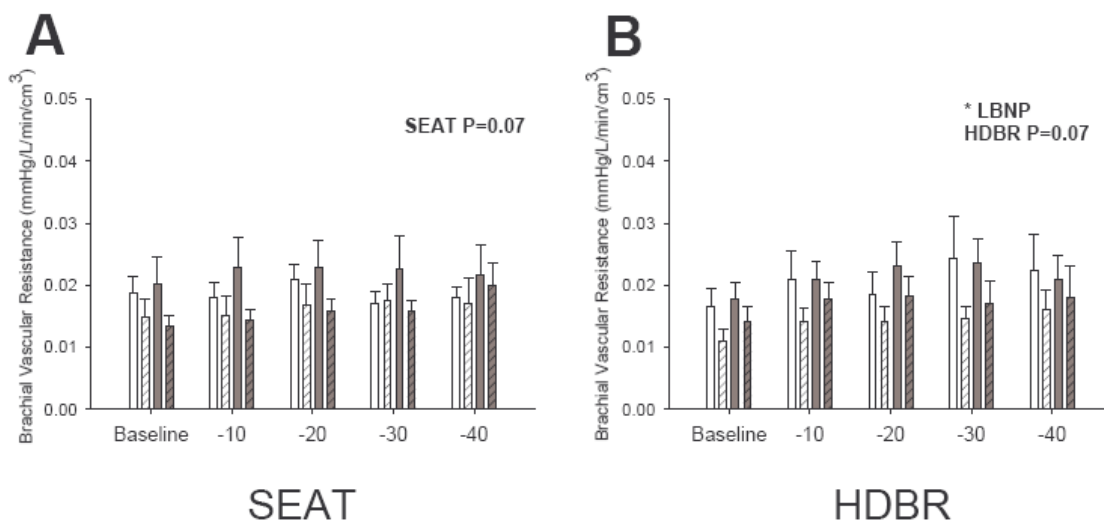 A
Brachial Vascular Resistance (mmHg/L/min/cm³)
0.05
0.04
0.03
0.02
0.01
0.00
SEAT P=0.07
Baseline -10 -20 -30 -40
SEAT
B
Brachial Vascular Resistance (mmHg/L/min/cm³)
0.05
0.04
0.03
0.02
0.01
0.00
* LBNP
HDBR P=0.07
Baseline -10 -20 -30 -40
HDBR